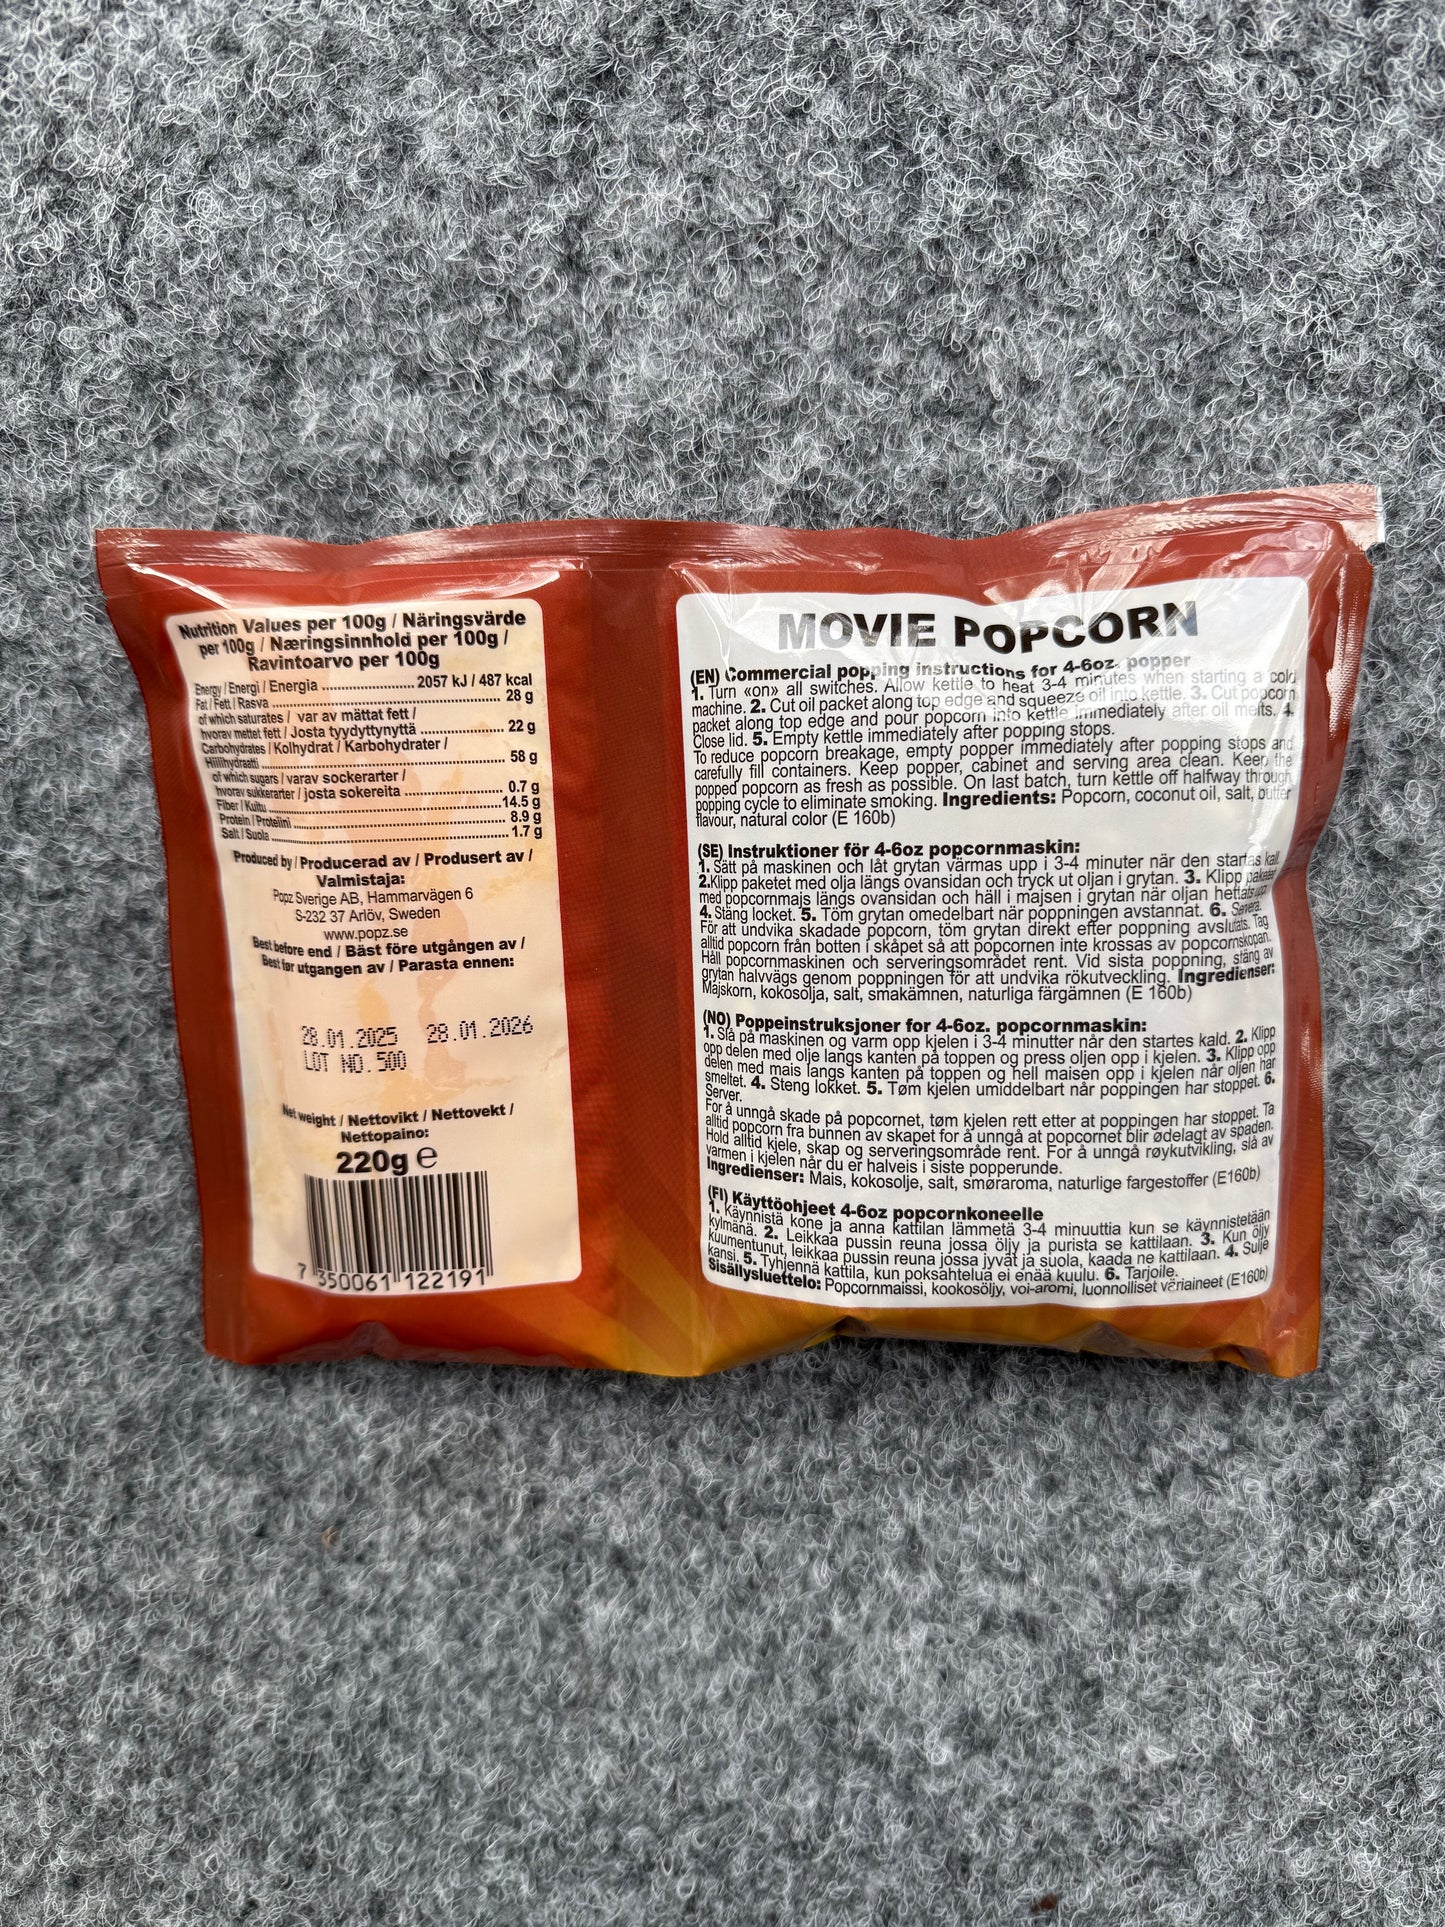 Nutrition Values per 100g / Näringsvärde
per 100g / Næringsinnhold per 100g /
Ravintoarvo per 100g
Energy / Energi / Energia ........................ 2057 kJ / 487 kcal
Fat / Fett / Rasva ........................ 28 g
of which saturates / var av mättat fett /
hvorav mettet fett / Josta tyydyttynyttä ........................ 22 g
Carbohydrates / Kolhydrat / Karbohydrater /
Hiilihydraatti ........................ 58 g
of which sugars / varav sockerarter /
hvorav sukkerarter / josta sokereita ........................ 0.7 g
Fiber / Kuitu ........................ 14.5 g
Protein / Proteiini ........................ 8.9 g
Salt / Suola ........................ 1.7 g
Produced by / Producerad av / Produsert av /
Valmistaja:
Popz Sverige AB, Hammarvägen 6
S-232 37 Arlöv, Sweden
www.popz.se
Best before end / Bäst före utgången av /
Best før utgangen av / Parasta ennen:
28.01.2025 28.01.2026
LOT NO. 500
Net weight / Nettovikt / Nettovekt /
Nettopaino:
220g e
7 350061 122191
MOVIE POPCORN
(EN) Commercial popping instructions for 4-6oz. popper
1. Turn «on» all switches. Allow kettle to heat 3-4 minutes when starting a cold
machine. 2. Cut oil packet along top edge and squeeze oil into kettle. 3. Cut popcorn
packet along top edge and pour popcorn into kettle immediately after oil melts. 4.
Close lid. 5. Empty kettle immediately after popping stops.
To reduce popcorn breakage, empty popper immediately after popping stops and
carefully fill containers. Keep popper, cabinet and serving area clean. Keep the
popped popcorn as fresh as possible. On last batch, turn kettle off halfway through
popping cycle to eliminate smoking. Ingredients: Popcorn, coconut oil, salt, butter
flavour, natural color (E 160b)
(SE) Instruktioner för 4-6oz popcornmaskin:
1. Sätt på maskinen och låt grytan värmas upp i 3-4 minuter när den startas kall.
2.Klipp paketet med olja längs ovansidan och tryck ut oljan i grytan. 3. Klipp paketet
med popcornmajs längs ovansidan och häll i majsen i grytan när oljan hettats upp.
4. Stäng locket. 5. Töm grytan omedelbart när poppningen avstannat. 6. Servera.
För att undvika skadade popcorn, töm grytan direkt efter poppning avslutats. Tag
alltid popcorn från botten i skåpet så att popcornen inte krossas av popcornskopan.
Håll popcornmaskinen och serveringsområdet rent. Vid sista poppning, stäng av
grytan halvvägs genom poppningen för att undvika rökutveckling. Ingredienser:
Majskorn, kokosolja, salt, smakämnen, naturliga färgämnen (E 160b)
(NO) Poppeinstruksjoner for 4-6oz. popcornmaskin:
1. Slå på maskinen og varm opp kjelen i 3-4 minutter når den startes kald. 2. Klipp
opp delen med olje langs kanten på toppen og press oljen opp i kjelen. 3. Klipp opp
delen med mais langs kanten på toppen og hell maisen opp i kjelen når oljen har
smeltet. 4. Steng lokket. 5. Tøm kjelen umiddelbart når poppingen har stoppet. 6.
Server.
For å unngå skade på popcornet, tøm kjelen rett etter at poppingen har stoppet. Ta
alltid popcorn fra bunnen av skapet for å unngå at popcornet blir ødelagt av spaden.
Hold alltid kjele, skap og serveringsområde rent. For å unngå røykutvikling, slå av
varmen i kjelen når du er halveis i siste popperunde.
Ingredienser: Mais, kokosolje, salt, smøraroma, naturlige fargestoffer (E160b)
(FI) Käyttöohjeet 4-6oz popcornkoneelle
1. Käynnistä kone ja anna kattilan lämmetä 3-4 minuuttia kun se käynnistetään
kylmänä. 2. Leikkaa pussin reuna jossa öljy ja purista se kattilaan. 3. Kun öljy
kuumentunut, leikkaa pussin reuna jossa jyvät ja suola, kaada ne kattilaan. 4. Sulje
kansi. 5. Tyhjennä kattila, kun poksahtelua ei enää kuulu. 6. Tarjoile.
Sisällysluettelo: Popcornmaissi, kookosöljy, voi-aromi, luonnolliset väriaineet (E160b)